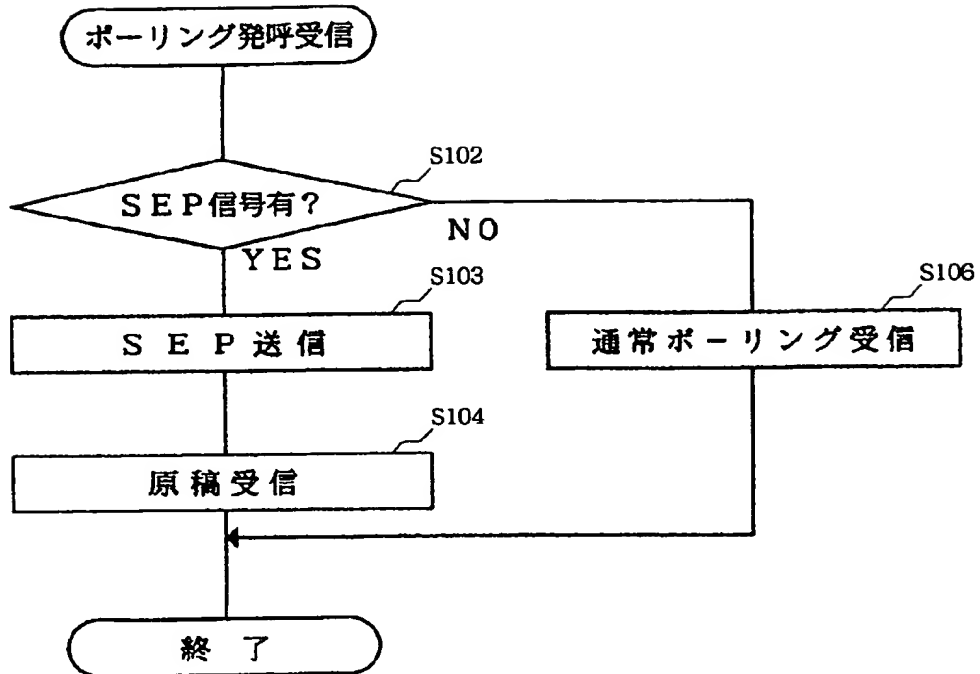 ポーリング発呼受信
S102
SEP信号有?
NO
YES
S103
SEP送信
S106
通常ポーリング受信
S104
原稿受信
終了